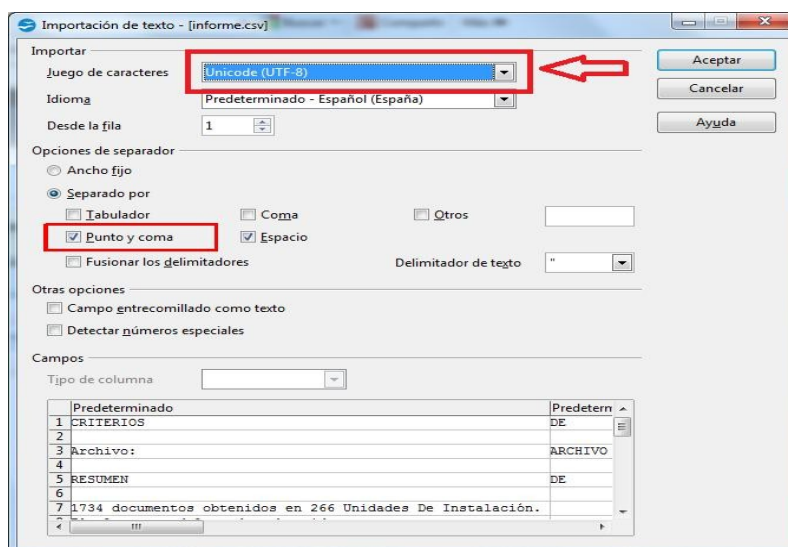 Importación de texto - [informe.csv]
Importar
Juego de caracteres Unicode (UTF-8)
Idioma Predeterminado - Español (España)
Desde la fila 1
Aceptar
Cancelar
Ayuda
Opciones de separador
Ancho fijo
Separado por
Tabulador Coma Otros
Punto y coma Espacio
Fusionar los delimitadores Delimitador de texto "
Otras opciones
Campo entrecomillado como texto
Detectar números especiales
Campos
Tipo de columna
Predeterminado Predetern
1 CRITERIOS DE
2
3 Archivo: ARCHIVO
4
5 RESUMEN DE
6
7 1734 documentos obtenidos en 266 Unidades De Instalación.